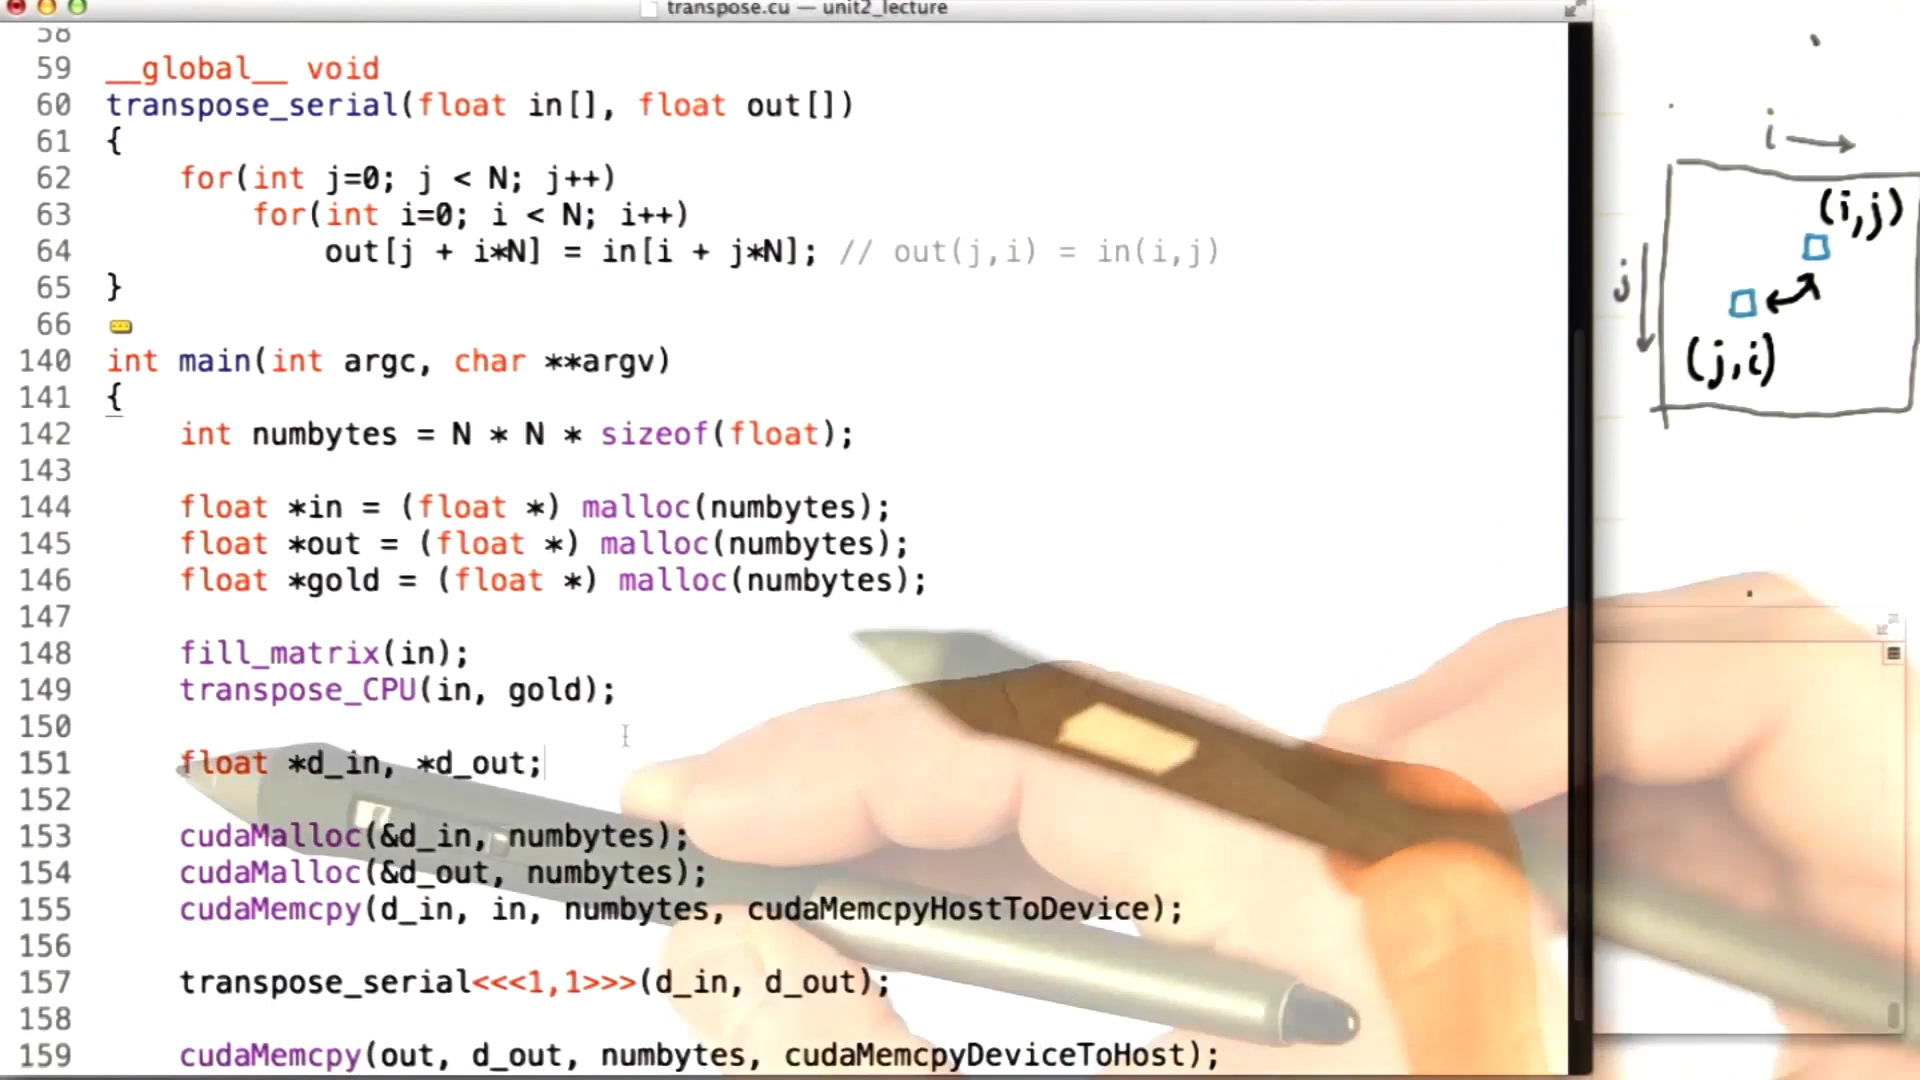 transpose.cu — unit2_lecture
58
59 __global__ void
60 transpose_serial(float in[], float out[])
61 {
62     for(int j=0; j < N; j++)
63         for(int i=0; i < N; i++)
64             out[j + i*N] = in[i + j*N]; // out(j,i) = in(i,j)
65 }
66
140 int main(int argc, char **argv)
141 {
142     int numbytes = N * N * sizeof(float);
143
144     float *in = (float *) malloc(numbytes);
145     float *out = (float *) malloc(numbytes);
146     float *gold = (float *) malloc(numbytes);
147
148     fill_matrix(in);
149     transpose_CPU(in, gold);
150
151     float *d_in, *d_out;
152
153     cudaMalloc(&d_in, numbytes);
154     cudaMalloc(&d_out, numbytes);
155     cudaMemcpy(d_in, in, numbytes, cudaMemcpyHostToDevice);
156
157     transpose_serial<<<1,1>>>(d_in, d_out);
158
159     cudaMemcpy(out, d_out, numbytes, cudaMemcpyDeviceToHost);
i →
(i,j)
j
(j,i)